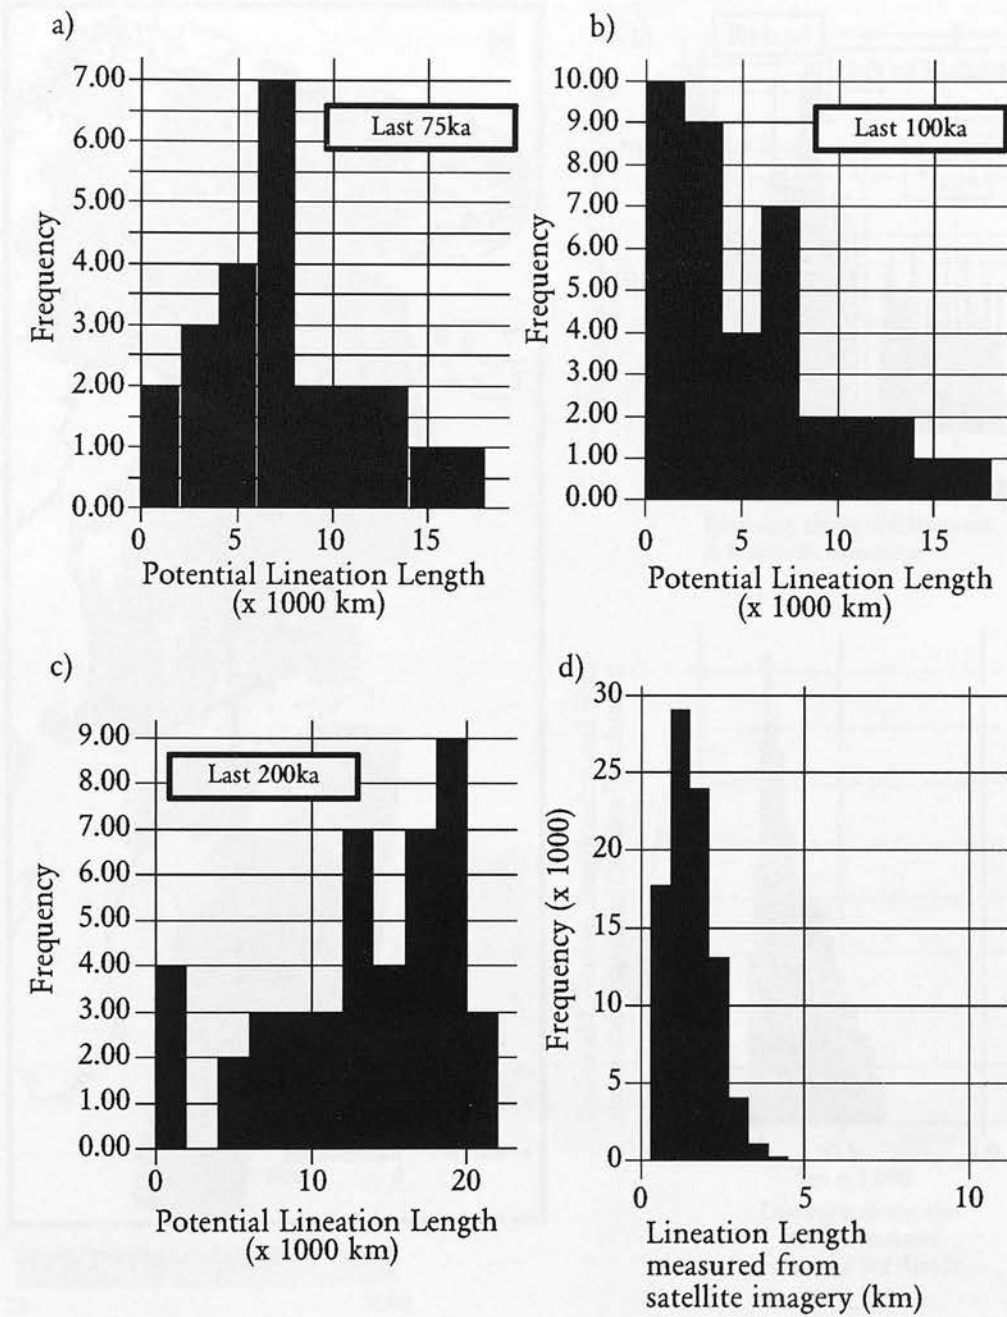 a)
7.00
6.00
5.00
4.00
3.00
2.00
1.00
0.00
Frequency
Last 75ka
0 5 10 15
Potential Lineation Length
(x 1000 km)
b)
10.00
9.00
8.00
7.00
6.00
5.00
4.00
3.00
2.00
1.00
0.00
Frequency
Last 100ka
0 5 10 15
Potential Lineation Length
(x 1000 km)
c)
9.00
8.00
7.00
6.00
5.00
4.00
3.00
2.00
1.00
0.00
Frequency
Last 200ka
0 10 20
Potential Lineation Length
(x 1000 km)
d)
30
25
20
15
10
5
0
Frequency (x 1000)
0 5 10
Lineation Length
measured from
satellite imagery (km)